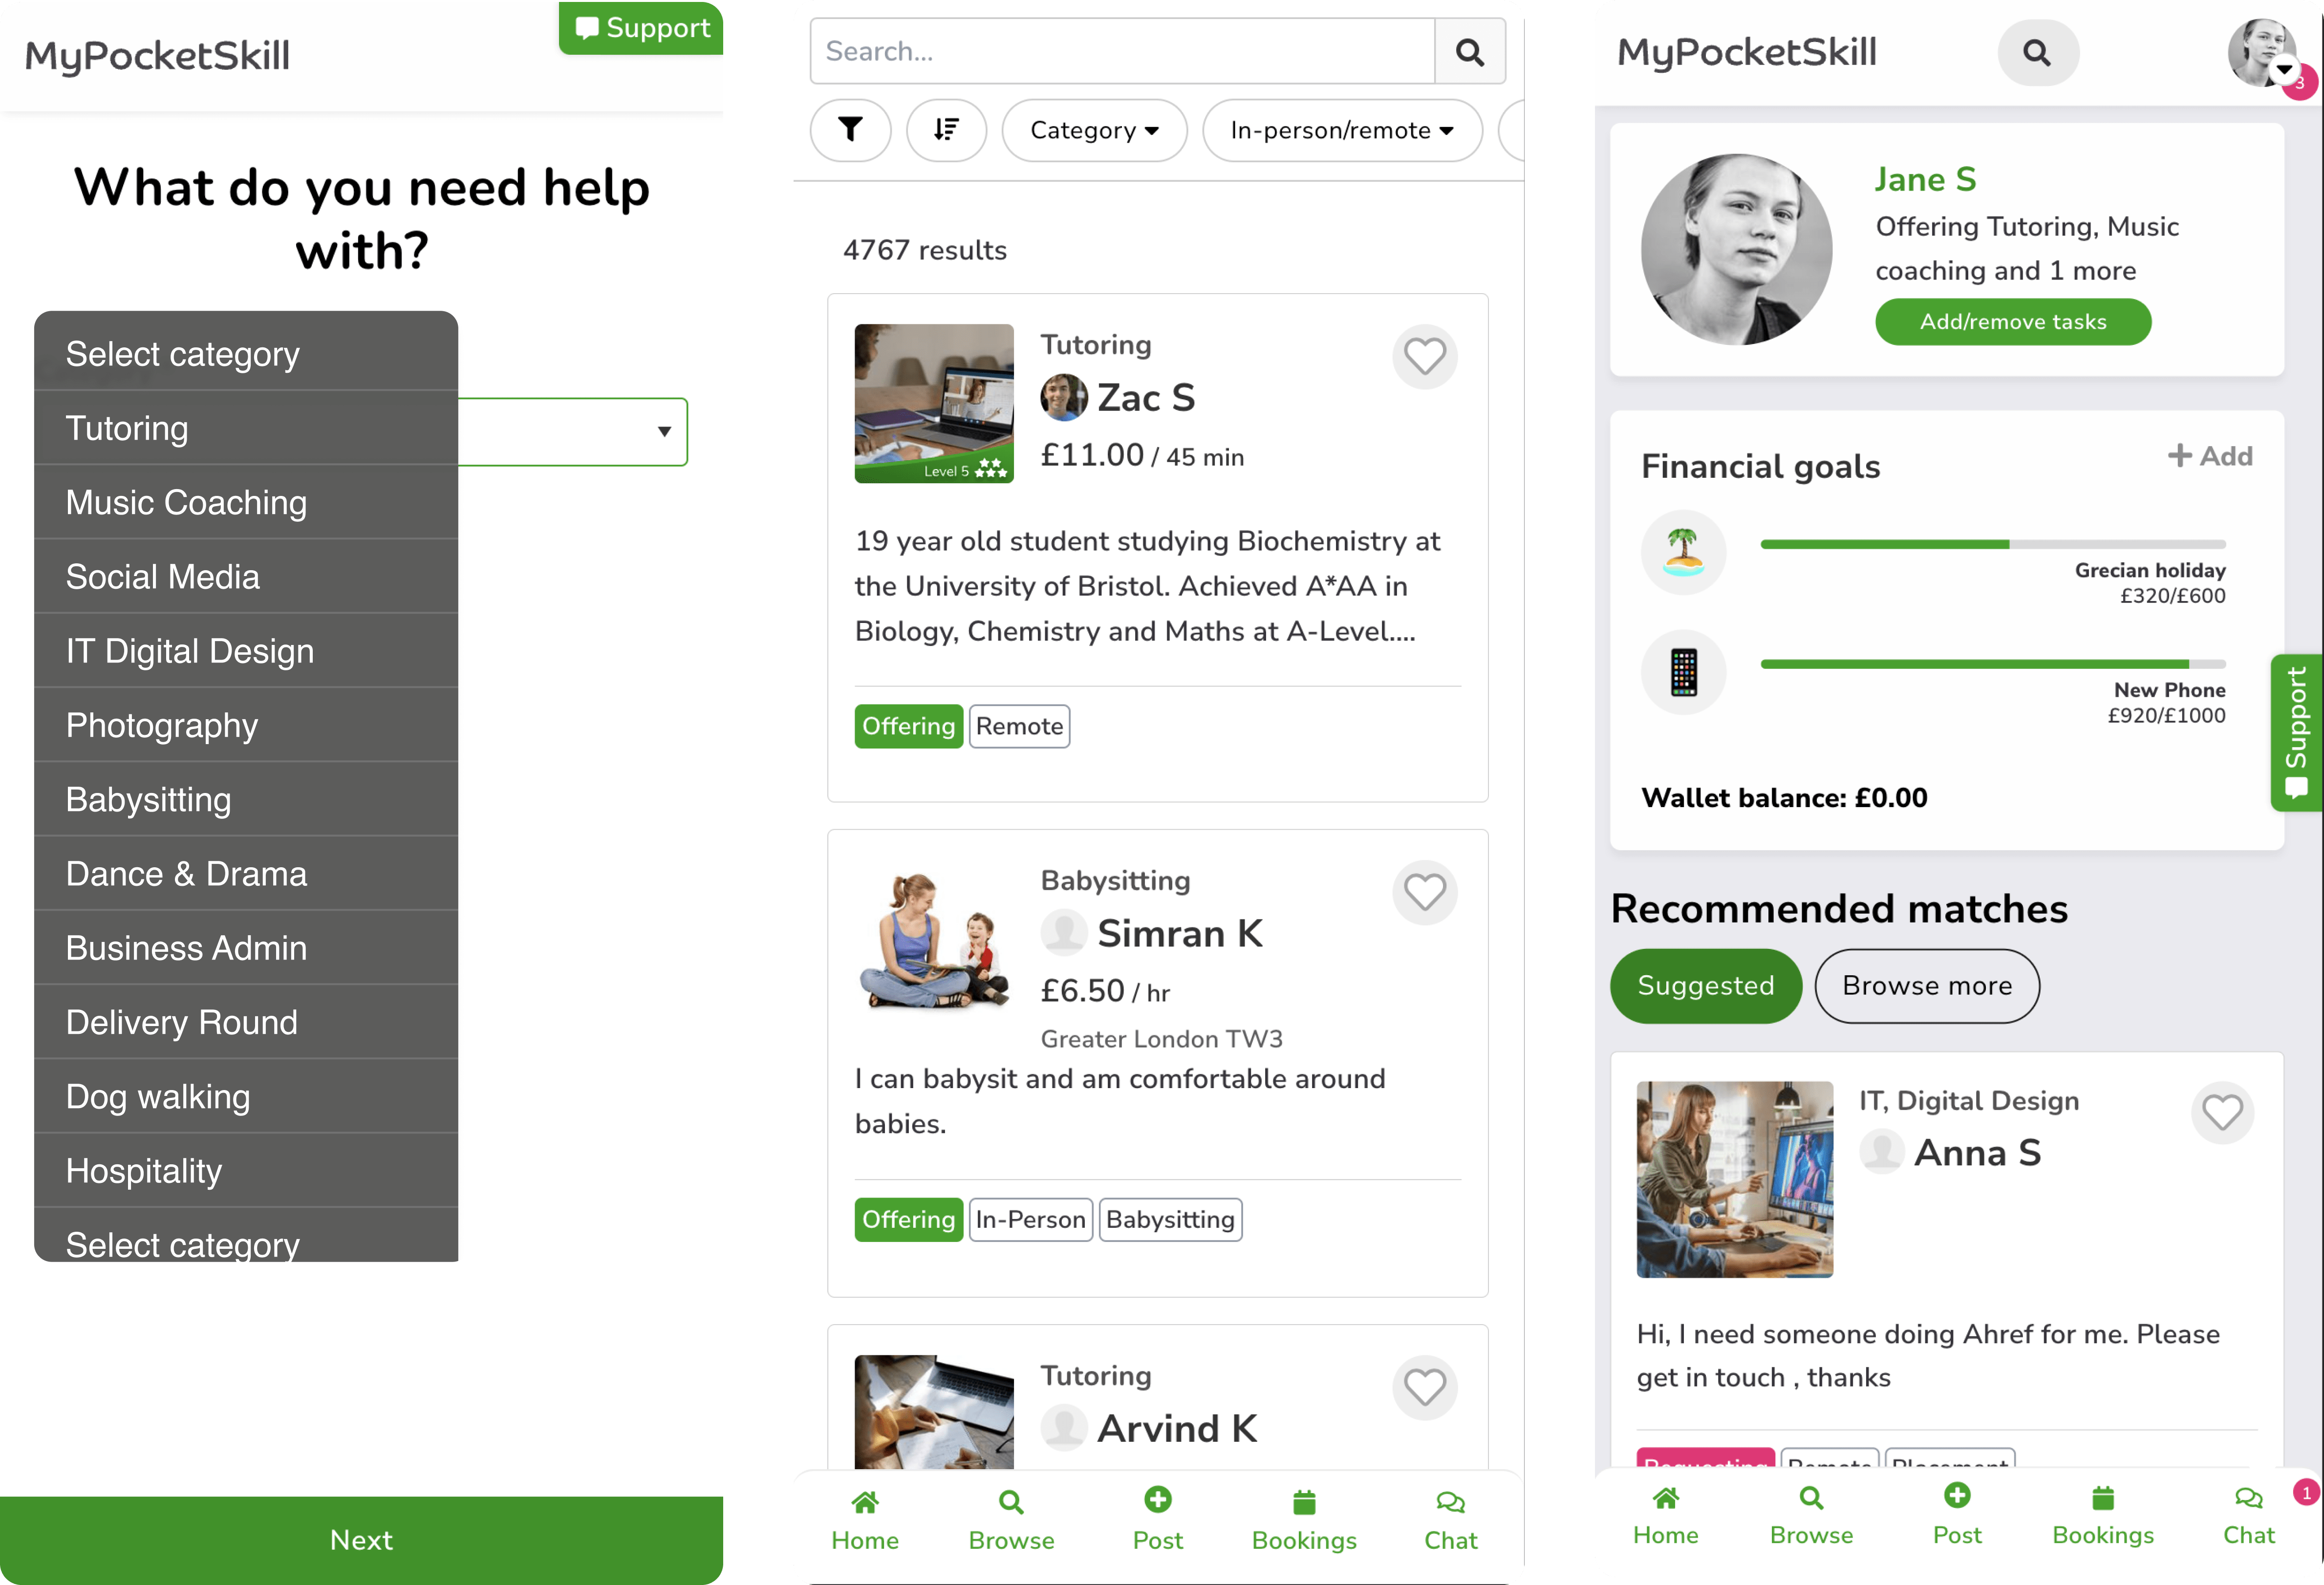 Support
MyPocketSkill
What do you need help
with?
Select category
Tutoring
Music Coaching
Social Media
IT Digital Design
Photography
Babysitting
Dance & Drama
Business Admin
Delivery Round
Dog walking
Hospitality
Select category
Next
Search...
Category
In-person/remote
4767 results
Tutoring
Zac S
£11.00 / 45 min
Level 5
19 year old student studying Biochemistry at
the University of Bristol. Achieved A*AA in
Biology, Chemistry and Maths at A-Level....
Offering Remote
Babysitting
Simran K
£6.50 / hr
Greater London TW3
I can babysit and am comfortable around
babies.
Offering In-Person Babysitting
Tutoring
Arvind K
Home Browse Post Bookings Chat
MyPocketSkill
3
Jane S
Offering Tutoring, Music
coaching and 1 more
Add/remove tasks
Financial goals
Add
Grecian holiday
£320/£600
New Phone
£920/£1000
Support
Wallet balance: £0.00
Recommended matches
Suggested Browse more
IT, Digital Design
Anna S
Hi, I need someone doing Ahref for me. Please
get in touch , thanks
Requesting Remote Placement
1
Home Browse Post Bookings Chat